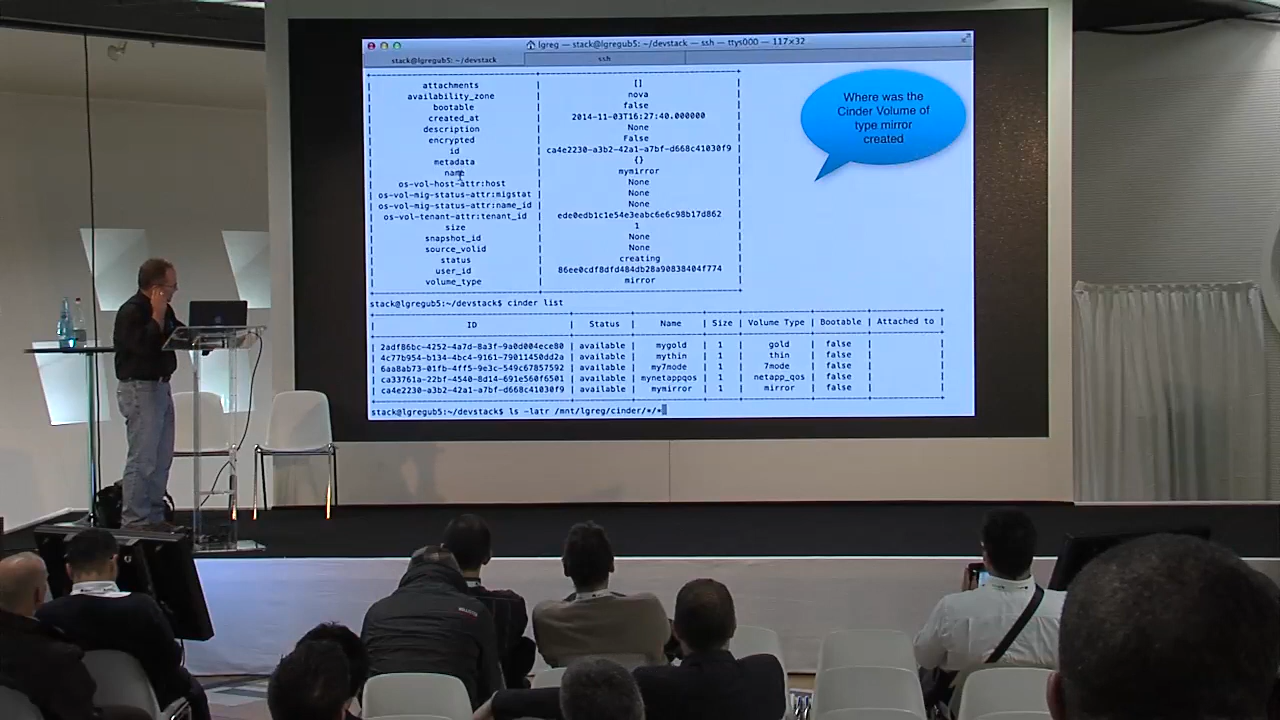 lgreg — stack@lgregub5: ~/devstack — ssh — ttys000 — 117×32
stack@lgregub5: ~/devstack
ssh
attachments | []
availability_zone | nova
bootable | false
created_at | 2014-11-03T16:27:40.000000
description | None
encrypted | False
id | ca4e2230-a3b2-42a1-a7bf-d668c41030f9
metadata | {}
name | mymirror
os-vol-host-attr:host | None
os-vol-mig-status-attr:migstat | None
os-vol-mig-status-attr:name_id | None
os-vol-tenant-attr:tenant_id | ede0edb1c1e54e3eabc6e6c98b17d862
size | 1
snapshot_id | None
source_volid | None
status | creating
user_id | 86ee0cdf8dfd484db28a90838404f774
volume_type | mirror
stack@lgregub5:~/devstack$ cinder list
ID | Status | Name | Size | Volume Type | Bootable | Attached to
2adf86bc-4252-4a7d-8a3f-9a0d004ece80 | available | mygold | 1 | gold | false
4c77b954-b134-4bc4-9161-79011450dd2a | available | mythin | 1 | thin | false
6aa8ab73-01fb-4ff5-9e3c-549c67857592 | available | my7mode | 1 | 7mode | false
ca33761a-22bf-4540-8d14-691e560f6501 | available | mynetappqos | 1 | netapp_qos | false
ca4e2230-a3b2-42a1-a7bf-d668c41030f9 | available | mymirror | 1 | mirror | false
stack@lgregub5:~/devstack$ ls -latr /mnt/lgreg/cinder/*/*
Where was the
Cinder Volume of
type mirror
created